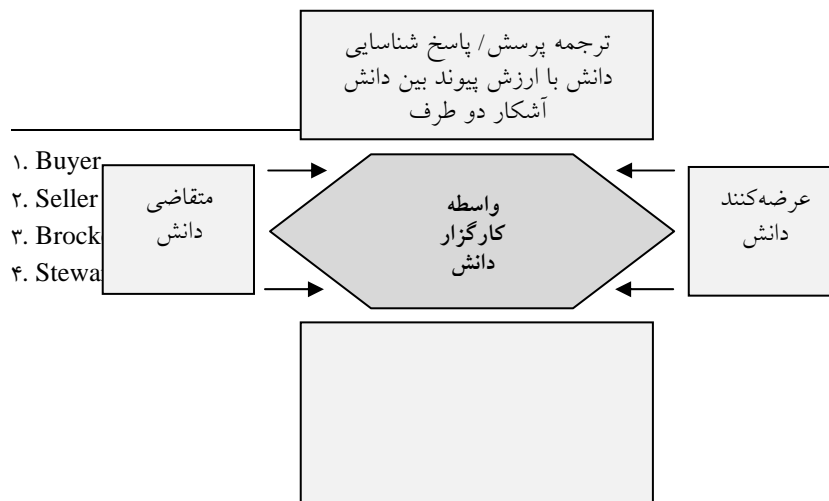 ترجمه پرسش/ پاسخ شناسایی
دانش با ارزش پیوند بین دانش
آشکار دو طرف
۱. Buyer
۲. Seller
۳. Brock
۴. Stewa
عرضه‌کنند
دانش
واسطه
کارگزار
دانش
متقاضی
دانش